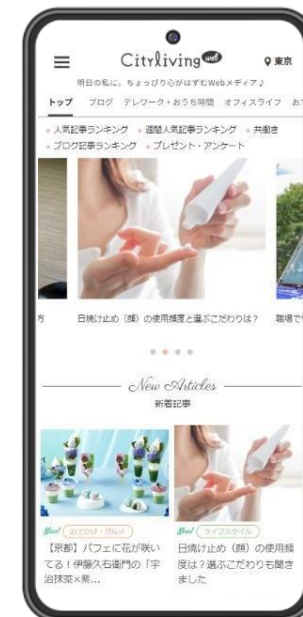 Cityliving web
東京
明日の私に、ちょっぴり心がはずむWebメディア♪
トップ ブログ テレワーク・おうち時間 オフィスライフ おで
人気記事ランキング 週間人気記事ランキング 共働き
ブログ記事ランキング プレゼント・アンケート
方 日焼け止め（顔）の使用頻度と選ぶこだわりは？ 職場で
New Articles
新着記事
New! おでかけ・グルメ
【京都】パフェに花が咲い
てる！伊藤久右衛門の「宇
治抹茶×紫...
New! ライフスタイル
日焼け止め（顔）の使用頻
度は？選ぶこだわりも聞き
ました